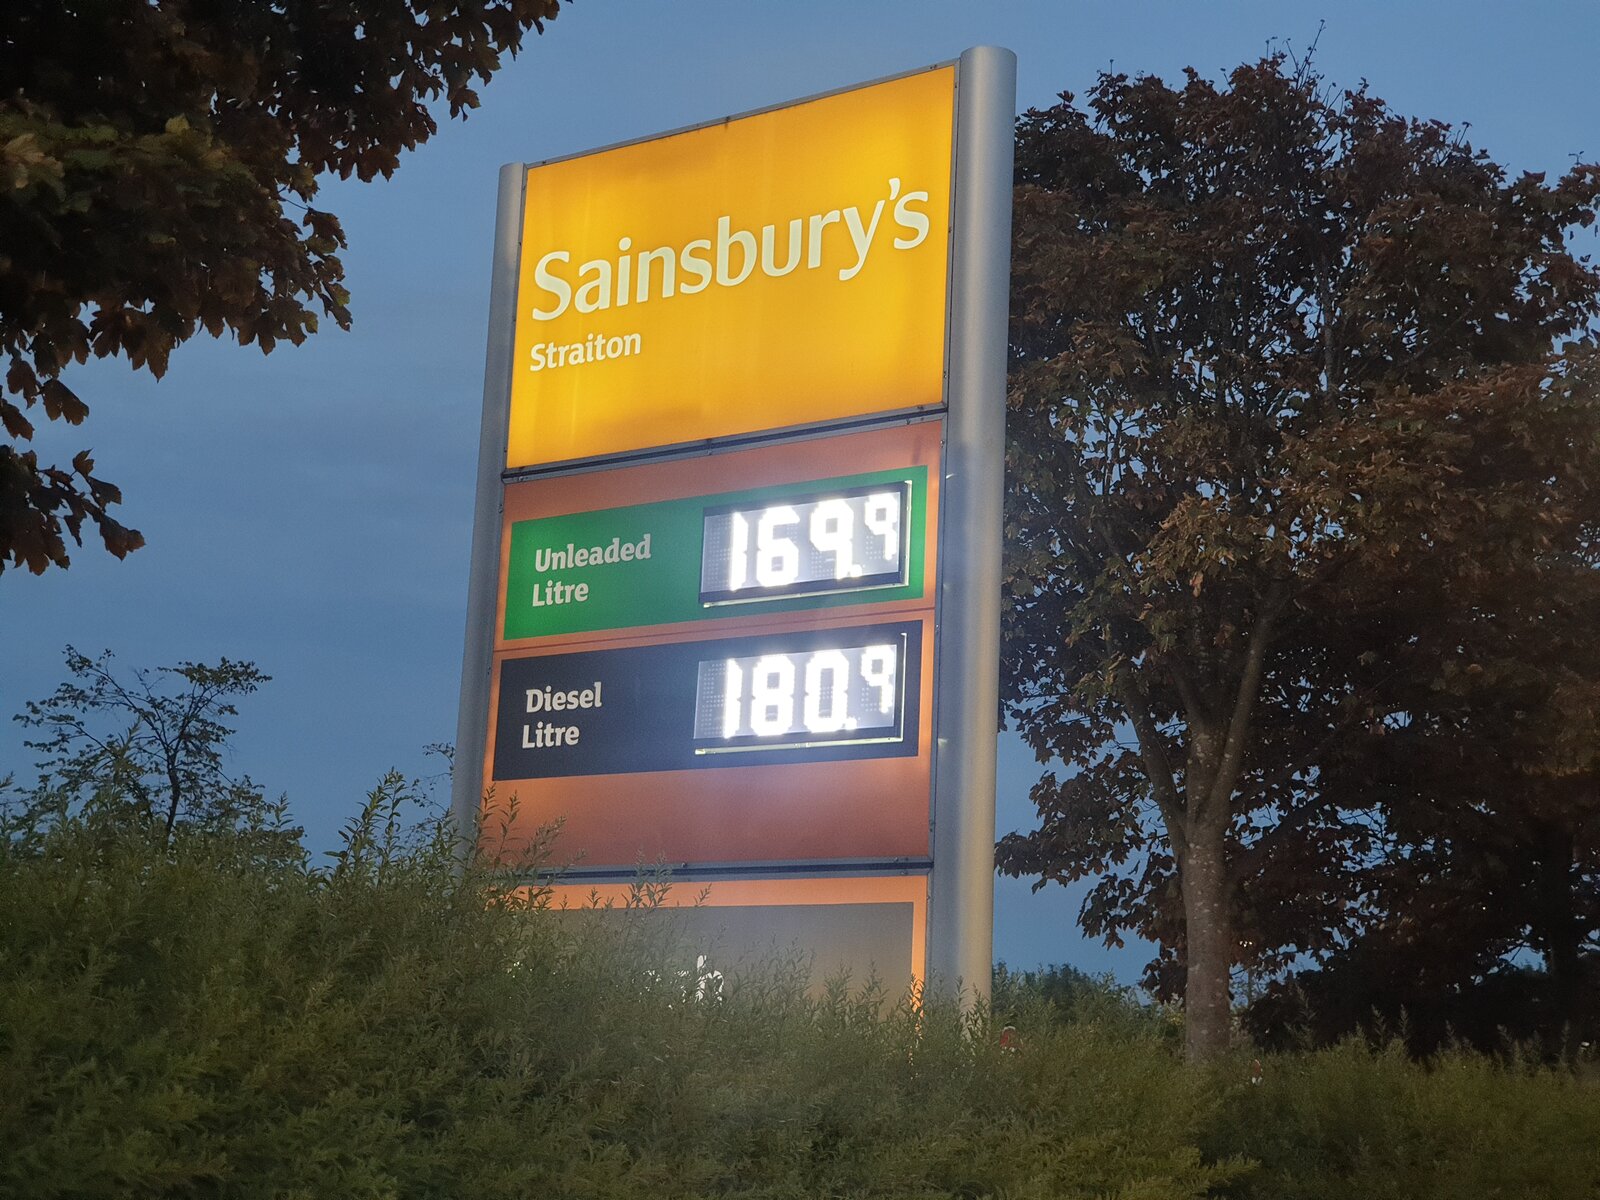 Sainsbury's
Straiton
Unleaded
Litre
169.9
Diesel
Litre
180.9